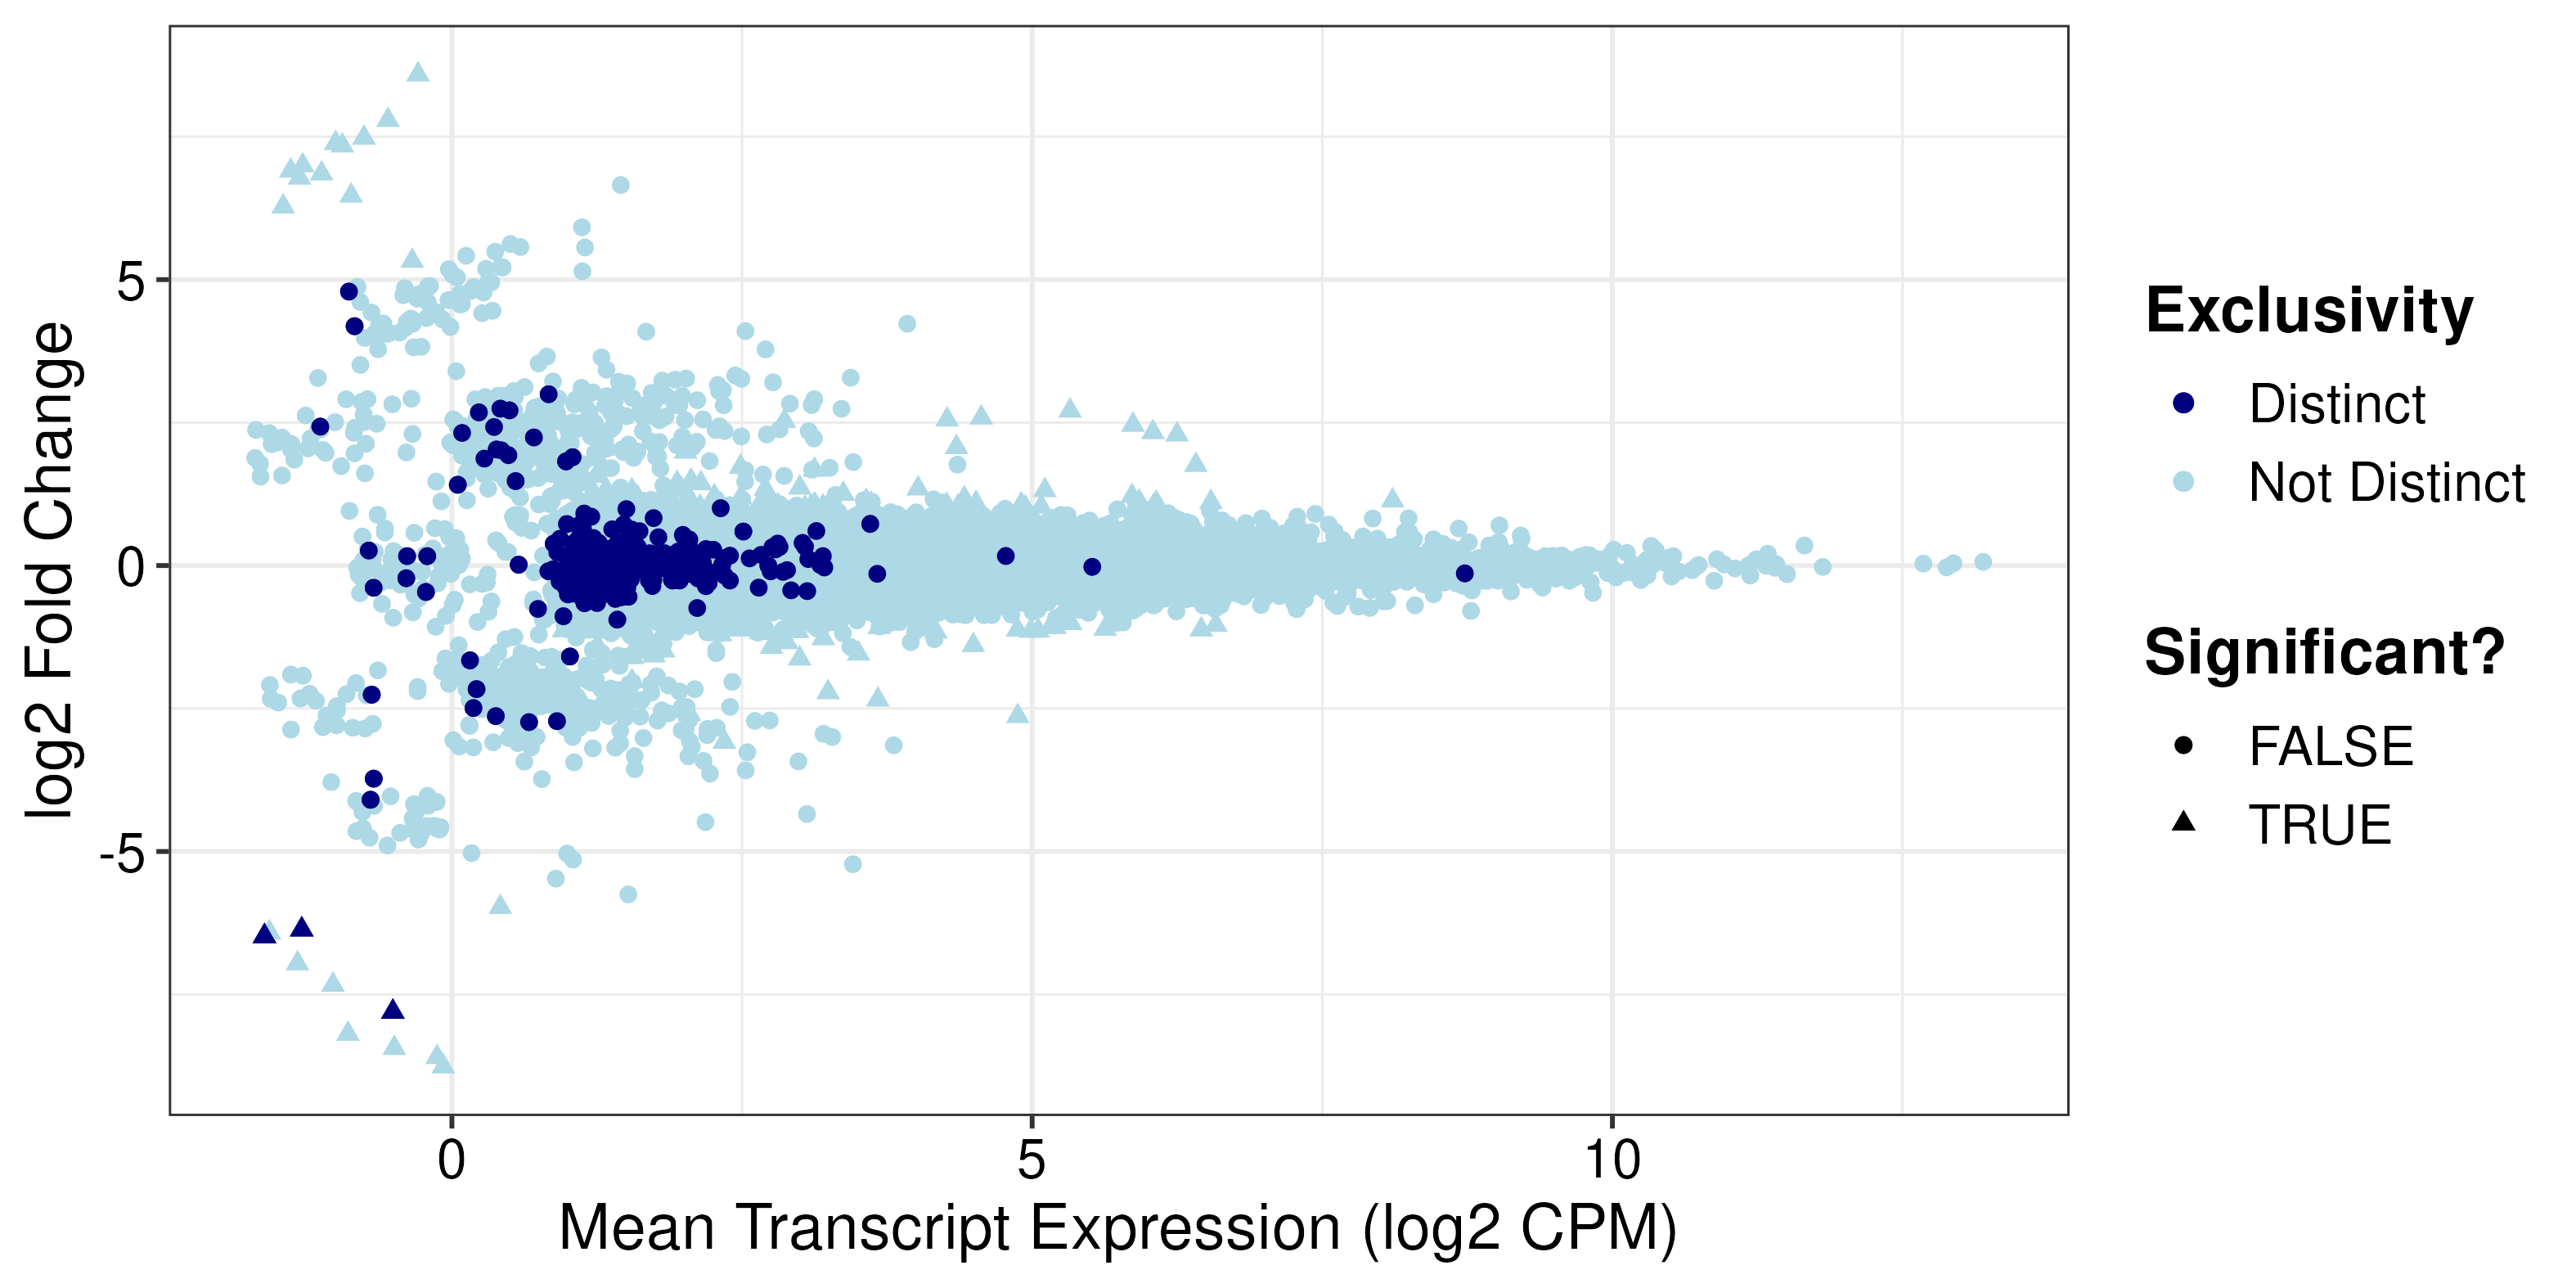 log2 Fold Change
5
0
-5
0
5
10
Mean Transcript Expression (log2 CPM)
Exclusivity
Distinct
Not Distinct
Significant?
FALSE
TRUE